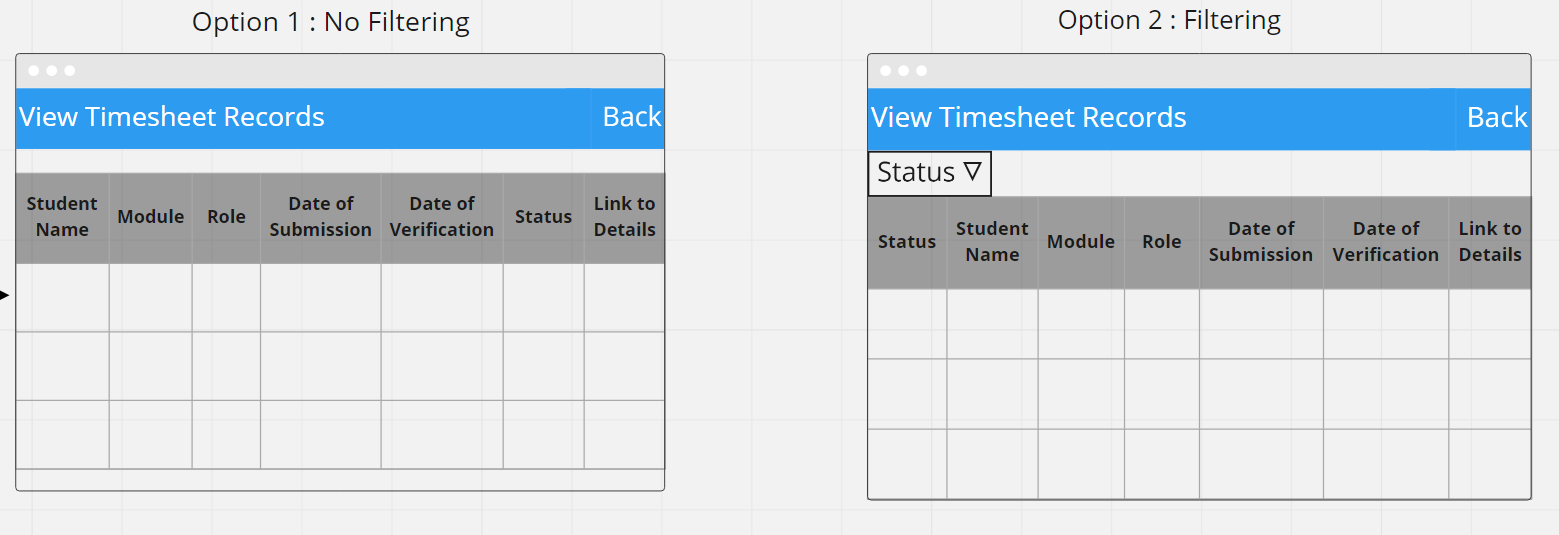 Option 1 : No Filtering
View Timesheet Records Back
Student Name
Module
Role
Date of Submission
Date of Verification
Status
Link to Details
Option 2 : Filtering
View Timesheet Records Back
Status ▽
Status
Student Name
Module
Role
Date of Submission
Date of Verification
Link to Details